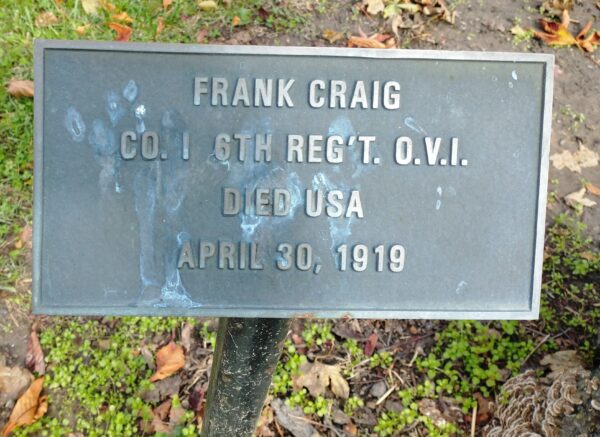 FRANK CRAIG
CO. I 6TH REG'T. O.V.I.
DIED USA
APRIL 30, 1919